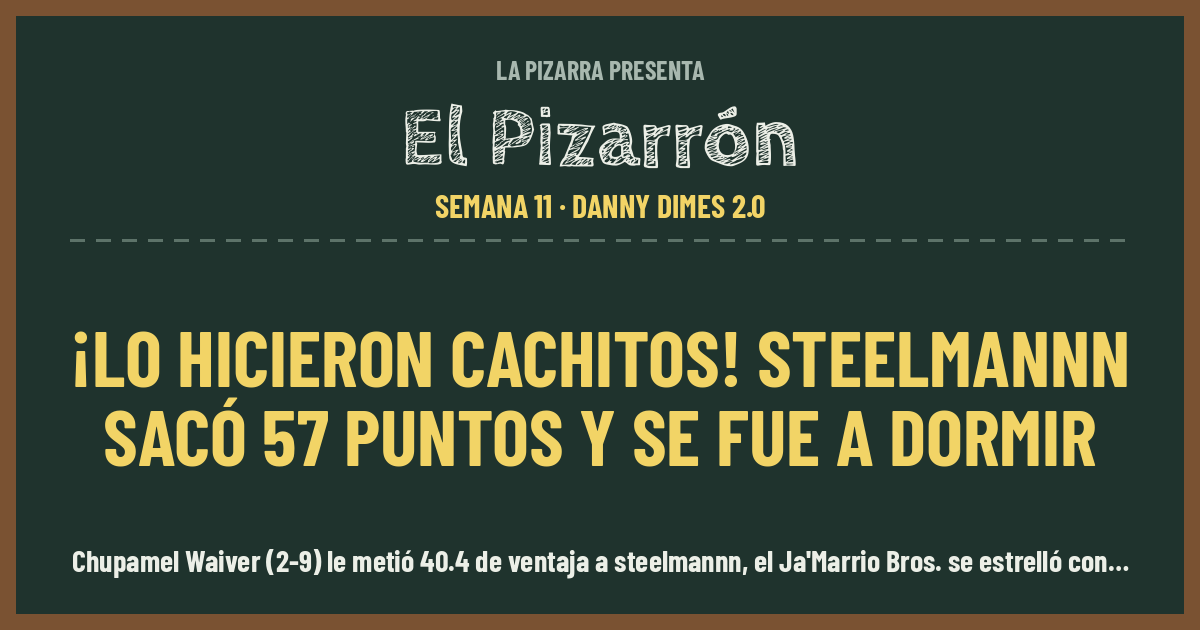 LA PIZARRA PRESENTA
El Pizarrón
SEMANA 11 · DANNY DIMES 2.0
¡LO HICIERON CACHITOS! STEELMANNN
SACÓ 57 PUNTOS Y SE FUE A DORMIR
Chupamel Waiver (2-9) le metió 40.4 de ventaja a steelmannn, el Ja'Marrio Bros. se estrelló con...